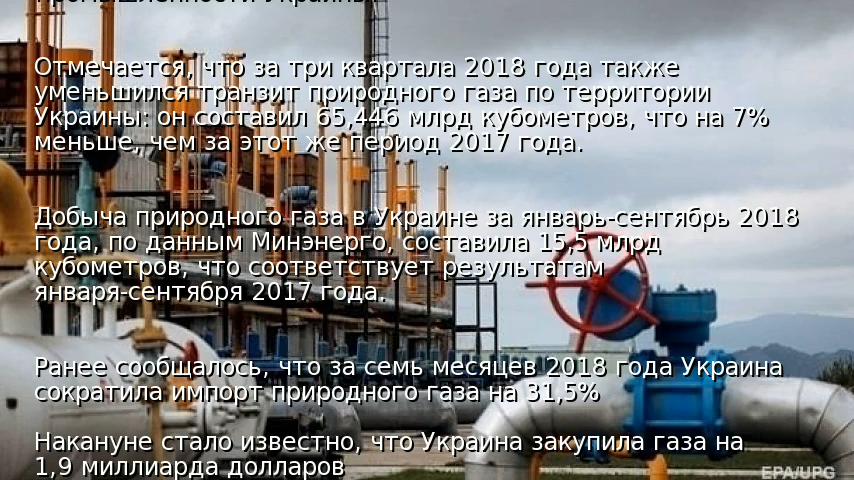 Отмечается, что за три квартала 2018 года также
уменьшился транзит природного газа по территории
Украины: он составил 65,446 млрд кубометров, что на 7%
меньше, чем за этот же период 2017 года.
Добыча природного газа в Украине за январь-сентябрь 2018
года, по данным Минэнерго, составила 15,5 млрд
кубометров, что соответствует результатам
января-сентября 2017 года.
Ранее сообщалось, что за семь месяцев 2018 года Украина
сократила импорт природного газа на 31,5%
Накануне стало известно, что Украина закупила газа на
1,9 миллиарда долларов
EPA/UPG